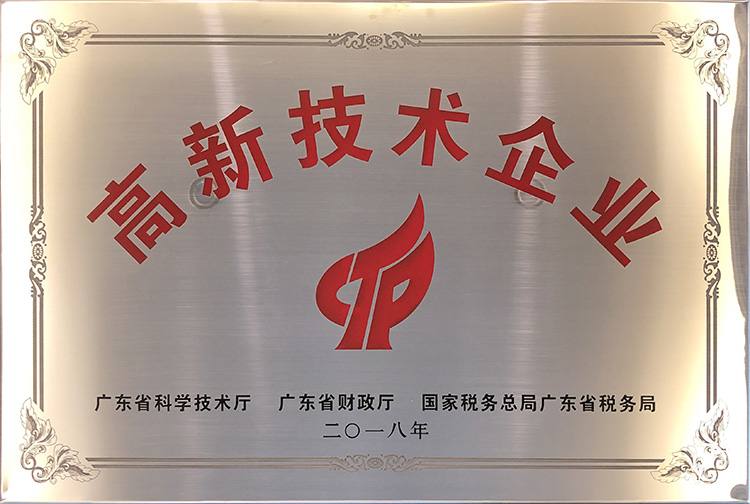 高新技术企业
广东省科学技术厅 广东省财政厅 国家税务总局广东省税务局
二〇一八年